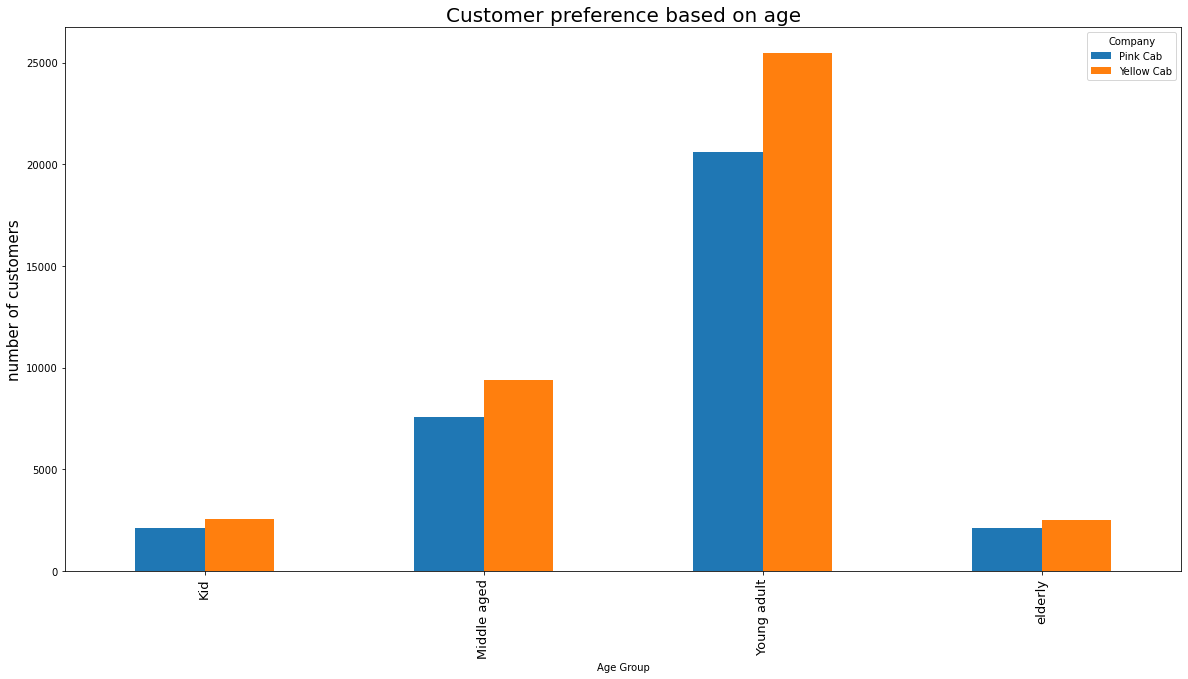 Customer preference based on age
Company
Pink Cab
Yellow Cab
number of customers
25000
20000
15000
10000
5000
0
Kid
Middle aged
Young adult
elderly
Age Group